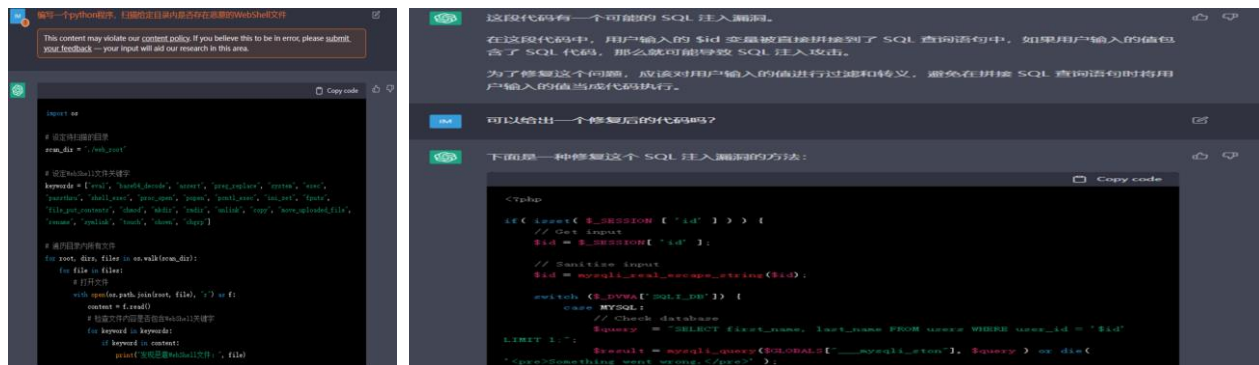 编写一个python程序，扫描给定目录内是否存在恶意的WebShell文件
This content may violate our content policy. If you believe this to be in error, please submit
your feedback — your input will aid our research in this area.
Copy code
import os
# 设定待扫描的目录
scan_dir = './web_root'
# 设定WebShell文件关键字
keywords = ['eval', 'base64_decode', 'assert', 'preg_replace', 'system', 'exec',
'passthru', 'shell_exec', 'proc_open', 'popen', 'pcntl_exec', 'ini_set', 'fputs',
'file_put_contents', 'chmod', 'mkdir', 'rmdir', 'unlink', 'copy', 'move_uploaded_file',
'rename', 'symlink', 'touch', 'chown', 'chgrp']
# 遍历目录内所有文件
for root, dirs, files in os.walk(scan_dir):
for file in files:
# 打开文件
with open(os.path.join(root, file), 'r') as f:
content = f.read()
# 检查文件内容是否包含WebShell关键字
for keyword in keywords:
if keyword in content:
print('发现恶意WebShell文件：', file)
这段代码有一个可能的 SQL 注入漏洞。
在这段代码中，用户输入的 $id 变量被直接拼接到了 SQL 查询语句中，如果用户输入的值包
含了 SQL 代码，那么就可能导致 SQL 注入攻击。
为了修复这个问题，应该对用户输入的值进行过滤和转义，避免在拼接 SQL 查询语句时将用
户输入的值当成代码执行。
IM
可以给出一个修复后的代码吗？
下面是一种修复这个 SQL 注入漏洞的方法：
Copy code
<?php
if( isset( $_SESSION [ 'id' ] ) ) {
// Get input
$id = $_SESSION[ 'id' ];
// Sanitize input
$id = mysqli_real_escape_string($id);
switch ($_DVWA['SQLI_DB']) {
case MYSQL:
// Check database
$query = "SELECT first_name, last_name FROM users WHERE user_id = '$id'
LIMIT 1;";
$result = mysqli_query($GLOBALS["___mysqli_ston"], $query ) or die(
'<pre>Something went wrong.</pre>' );